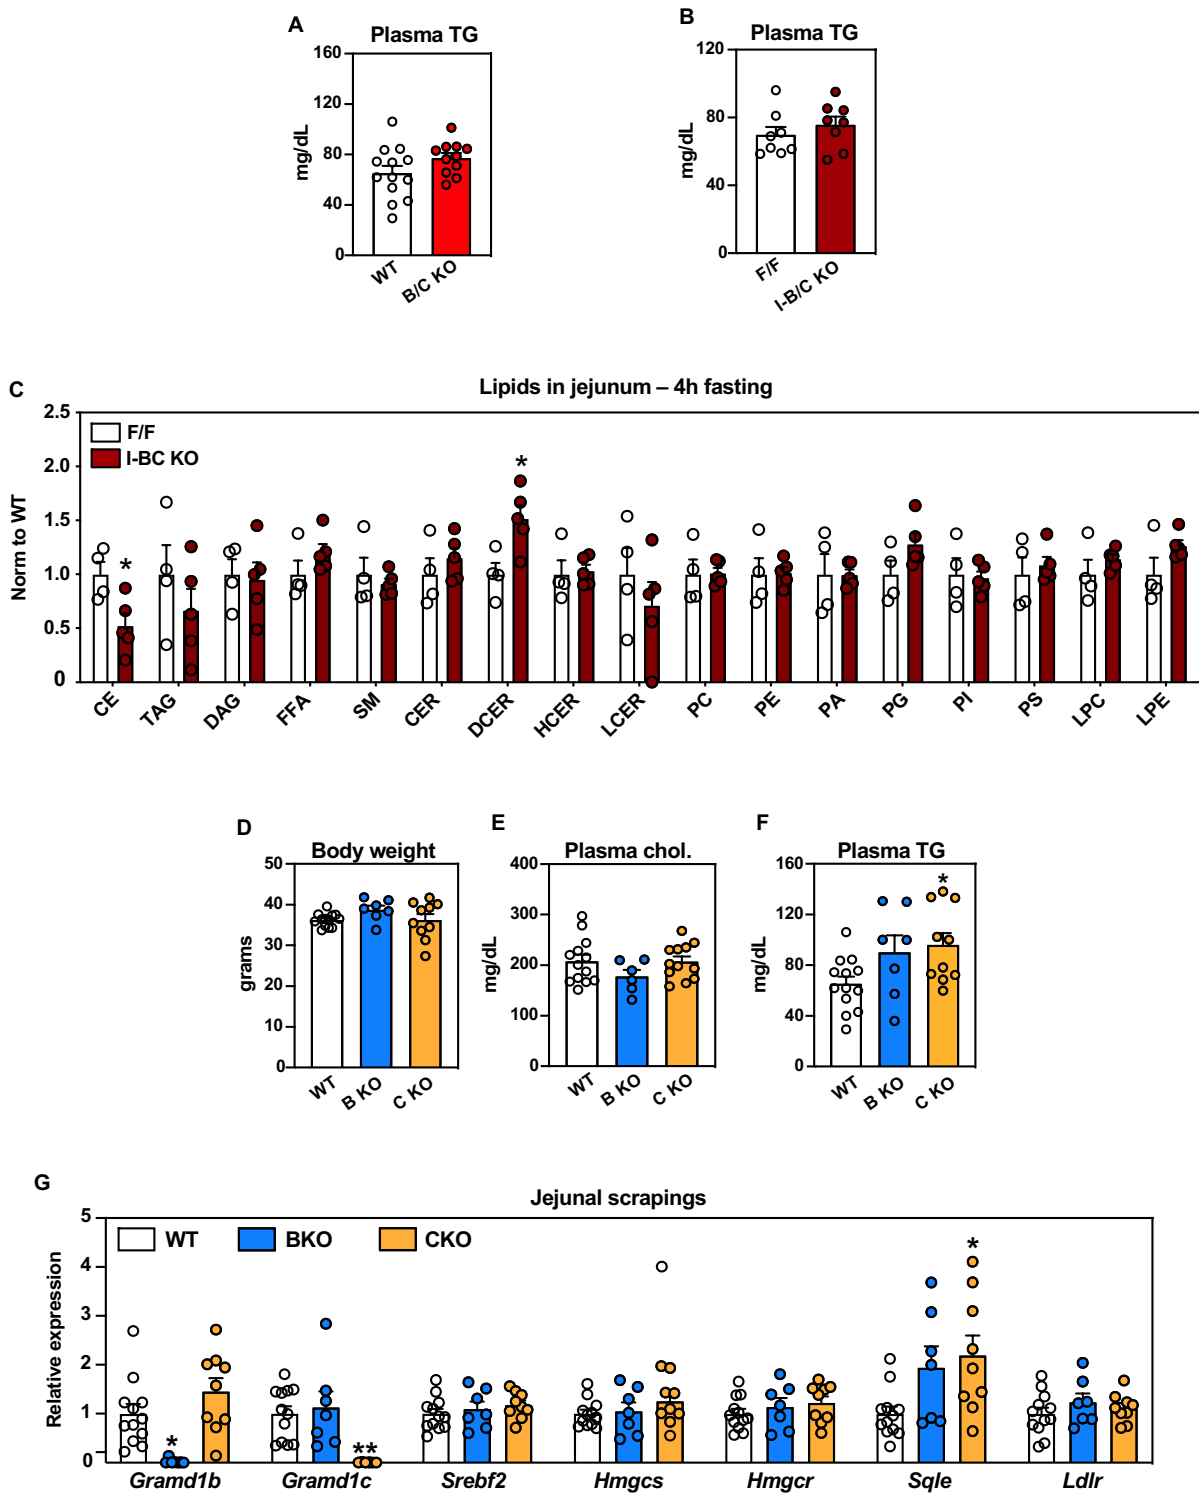 A
Plasma TG
160
120
80
40
0
mg/dL
WT
B/C KO
B
Plasma TG
120
80
40
0
mg/dL
F/F
I-B/C KO
C
Lipids in jejunum – 4h fasting
2.5
2.0
1.5
1.0
0.5
0
Norm to WT
F/F
I-BC KO
*
*
CE
TAG
DAG
FFA
SM
CER
DCER
HCER
LCER
PC
PE
PA
PG
PI
PS
LPC
LPE
D
Body weight
50
40
30
20
10
0
grams
WT
B KO
C KO
E
Plasma chol.
400
300
200
100
0
mg/dL
WT
B KO
C KO
F
Plasma TG
160
120
80
40
0
mg/dL
*
WT
B KO
C KO
G
Jejunal scrapings
5
4
3
2
1
0
Relative expression
WT
BKO
CKO
*
**
*
Gramd1b
Gramd1c
Srebf2
Hmgcs
Hmgcr
Sqle
Ldlr